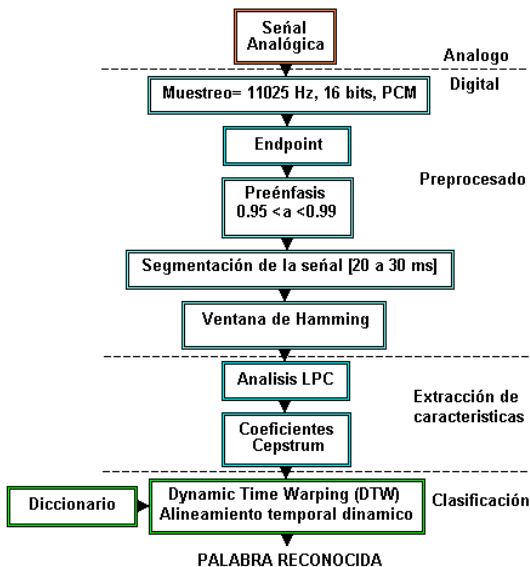 Señal
Analógica
Analogo
Digital
Muestreo= 11025 Hz, 16 bits, PCM
Endpoint
Preprocesado
Preénfasis
0.95 <a <0.99
Segmentación de la señal [20 a 30 ms]
Ventana de Hamming
Analisis LPC
Extracción de
caracteristicas
Coeficientes
Cepstrum
Diccionario
Dynamic Time Warping (DTW)
Alineamiento temporal dinamico
Clasificación
PALABRA RECONOCIDA